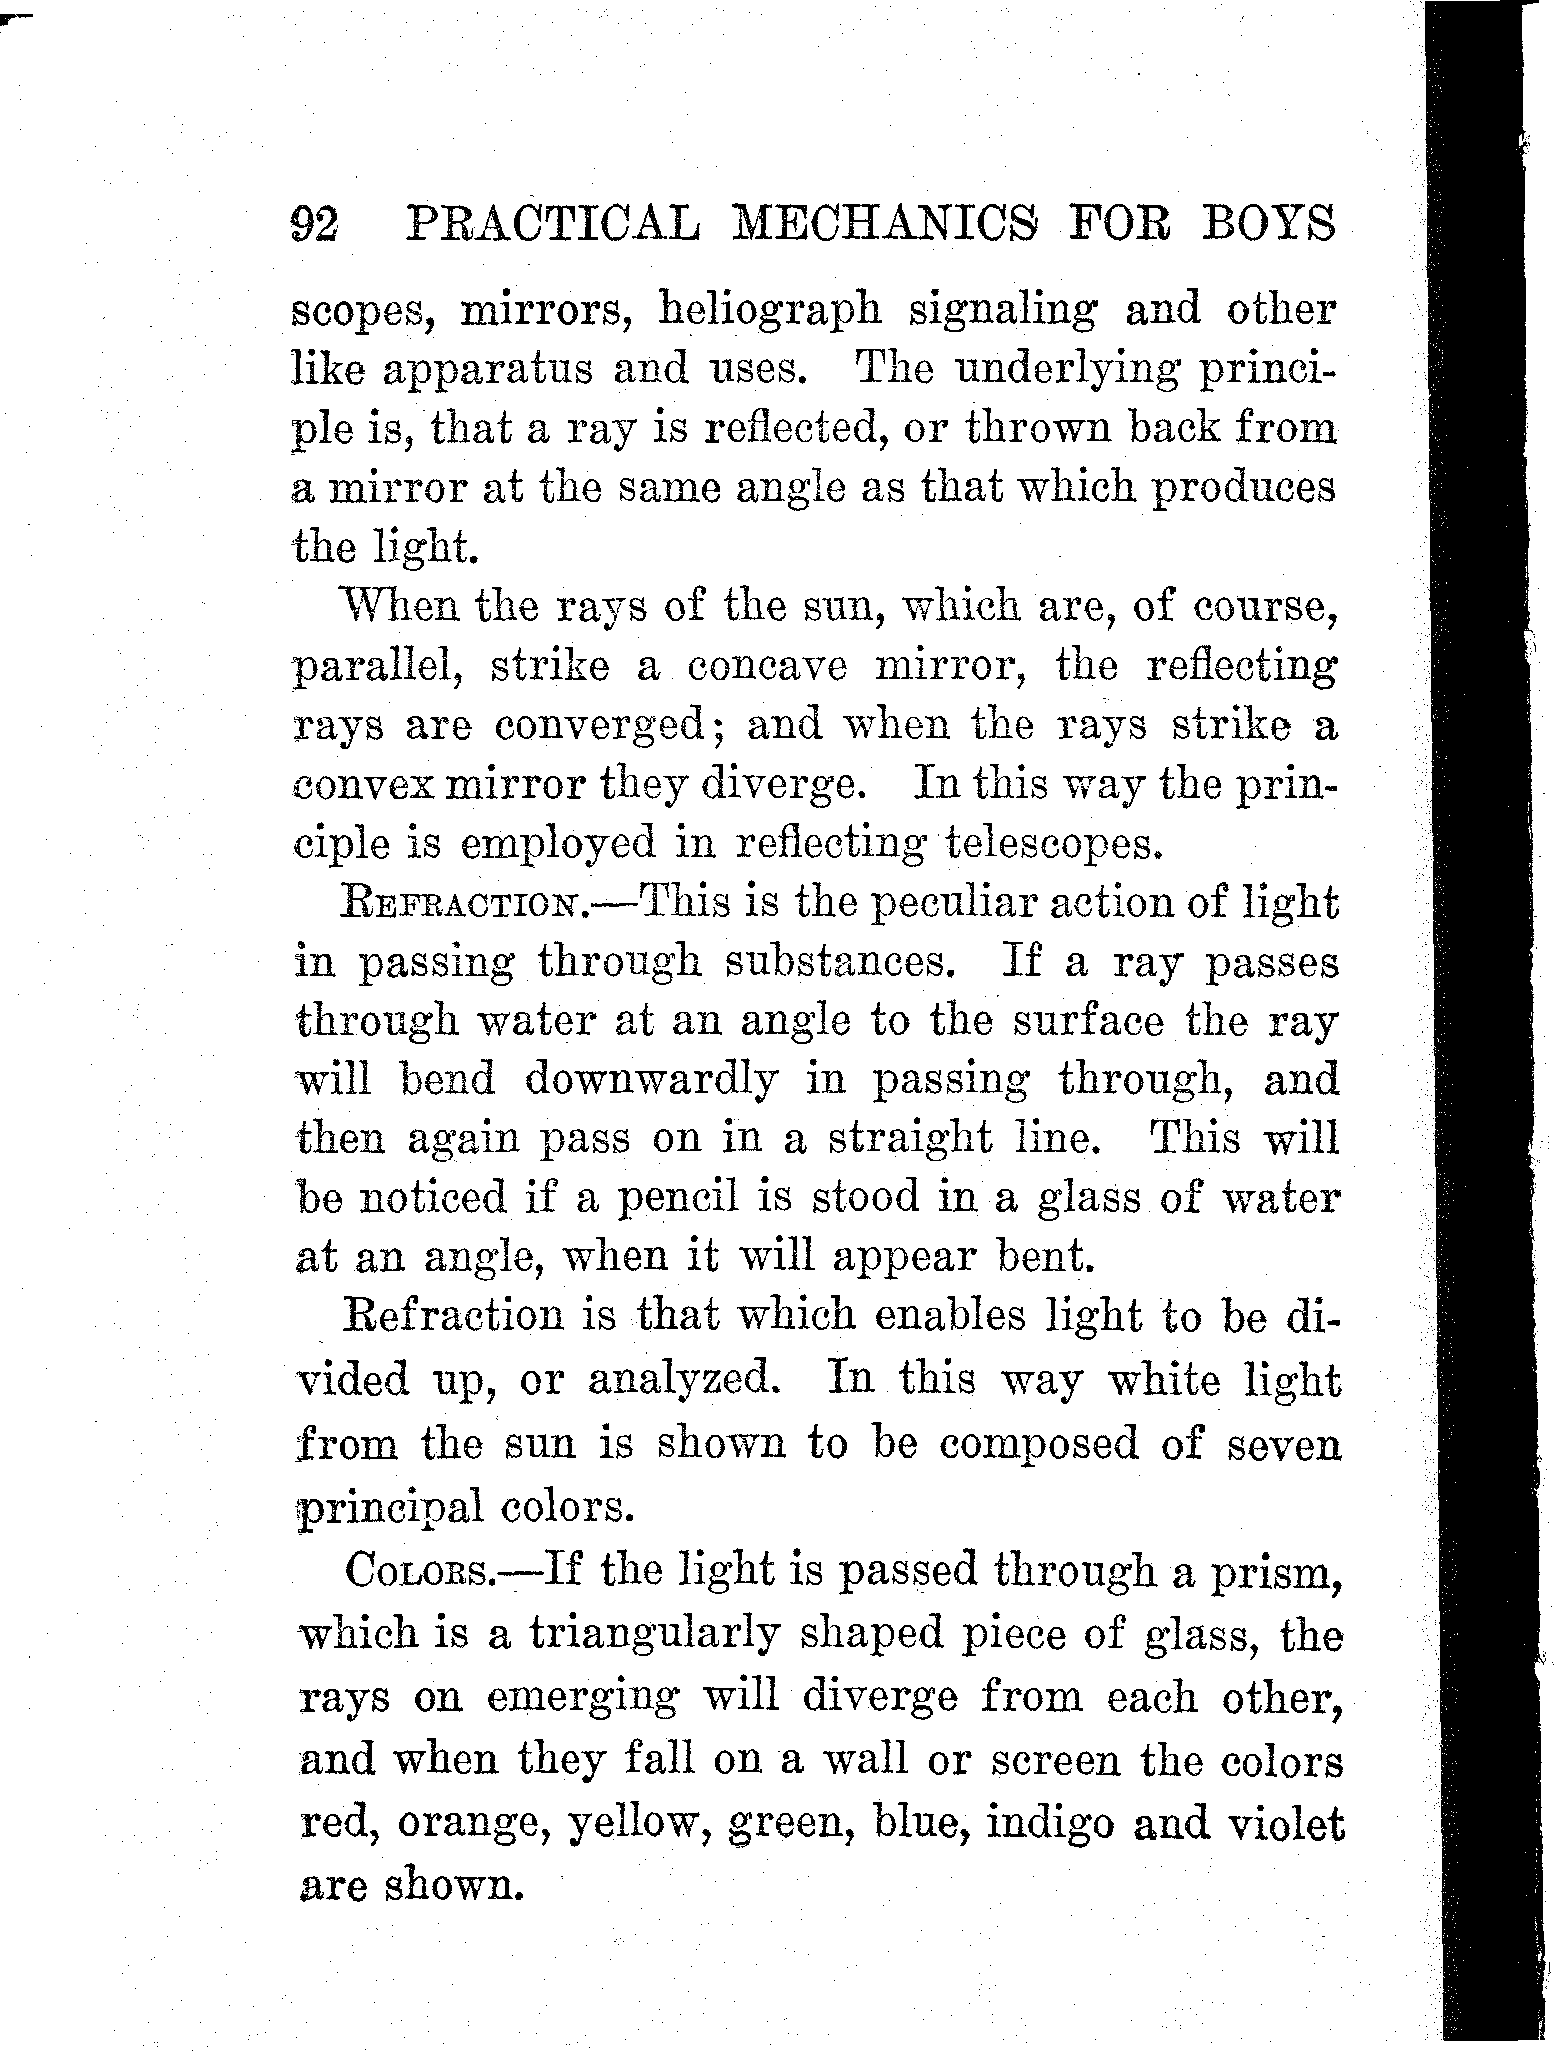 92 PRACTICAL MECHANICS FOR BOYS
scopes, mirrors, heliograph signaling and other
like apparatus and uses. The underlying princi-
ple is, that a ray is reflected, or thrown back from
a mirror at the same angle as that which produces
the light.
When the rays of the sun, which are, of course,
parallel, strike a concave mirror, the reflecting
rays are converged; and when the rays strike a
convex mirror they diverge. In this way the prin-
ciple is employed in reflecting telescopes.
REFRACTION.—This is the peculiar action of light
in passing through substances. If a ray passes
through water at an angle to the surface the ray
will bend downwardly in passing through, and
then again pass on in a straight line. This will
be noticed if a pencil is stood in a glass of water
at an angle, when it will appear bent.
Refraction is that which enables light to be di-
vided up, or analyzed. In this way white light
from the sun is shown to be composed of seven
principal colors.
COLORS.—If the light is passed through a prism,
which is a triangularly shaped piece of glass, the
rays on emerging will diverge from each other,
and when they fall on a wall or screen the colors
red, orange, yellow, green, blue, indigo and violet
are shown.